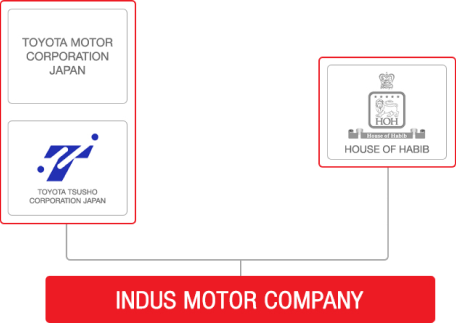 TOYOTA MOTOR
CORPORATION
JAPAN
TOYOTA TSUSHO
CORPORATION JAPAN
HOH
House of Habib
HOUSE OF HABIB
INDUS MOTOR COMPANY